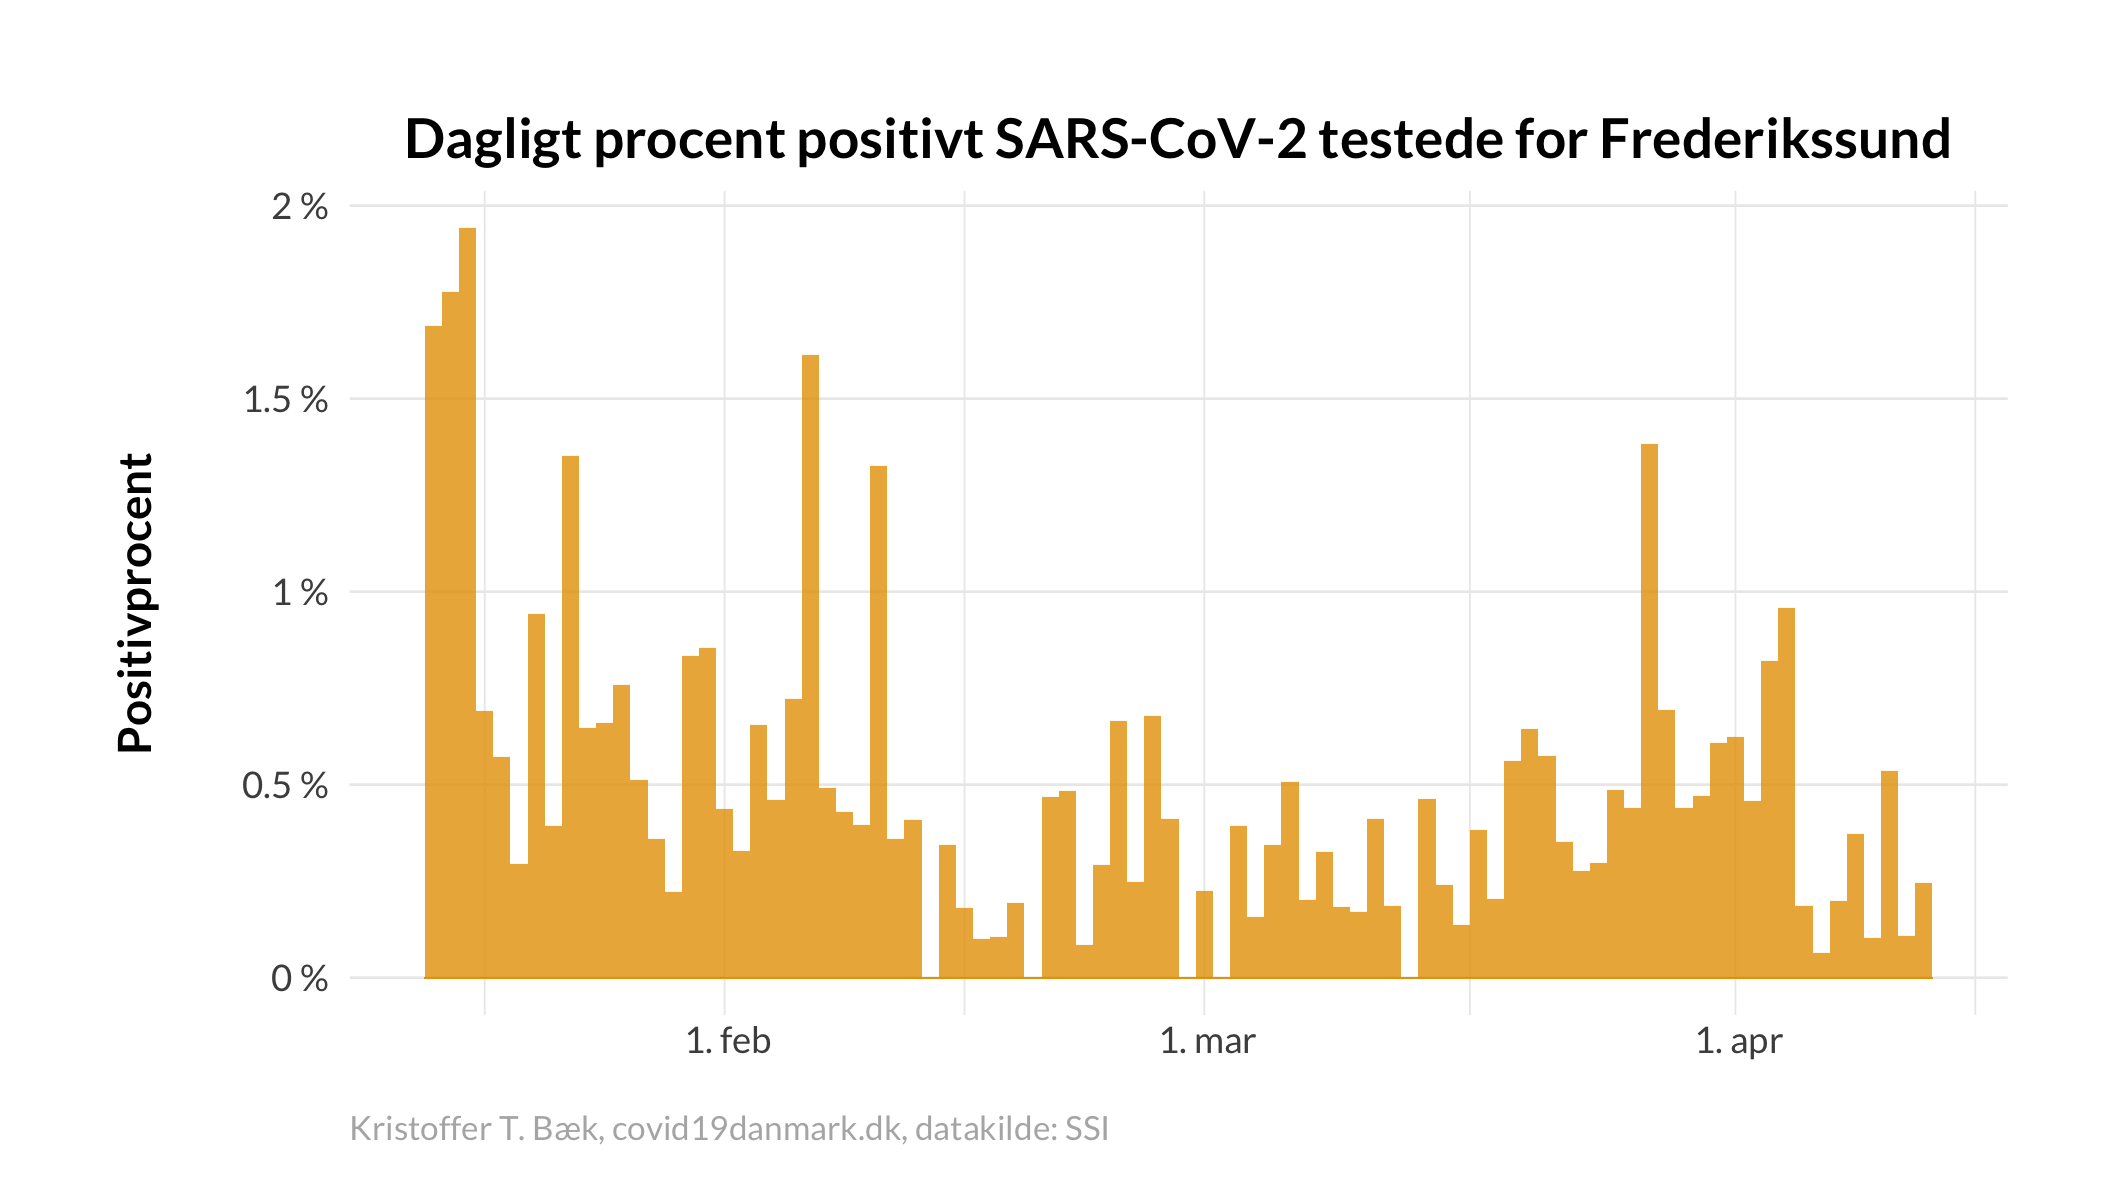 Dagligt procent positivt SARS-CoV-2 testede for Frederikssund
2 %
1.5 %
1 %
0.5 %
0 %
Positivprocent
1. feb
1. mar
1. apr
Kristoffer T. Bæk, covid19danmark.dk, datakilde: SSI